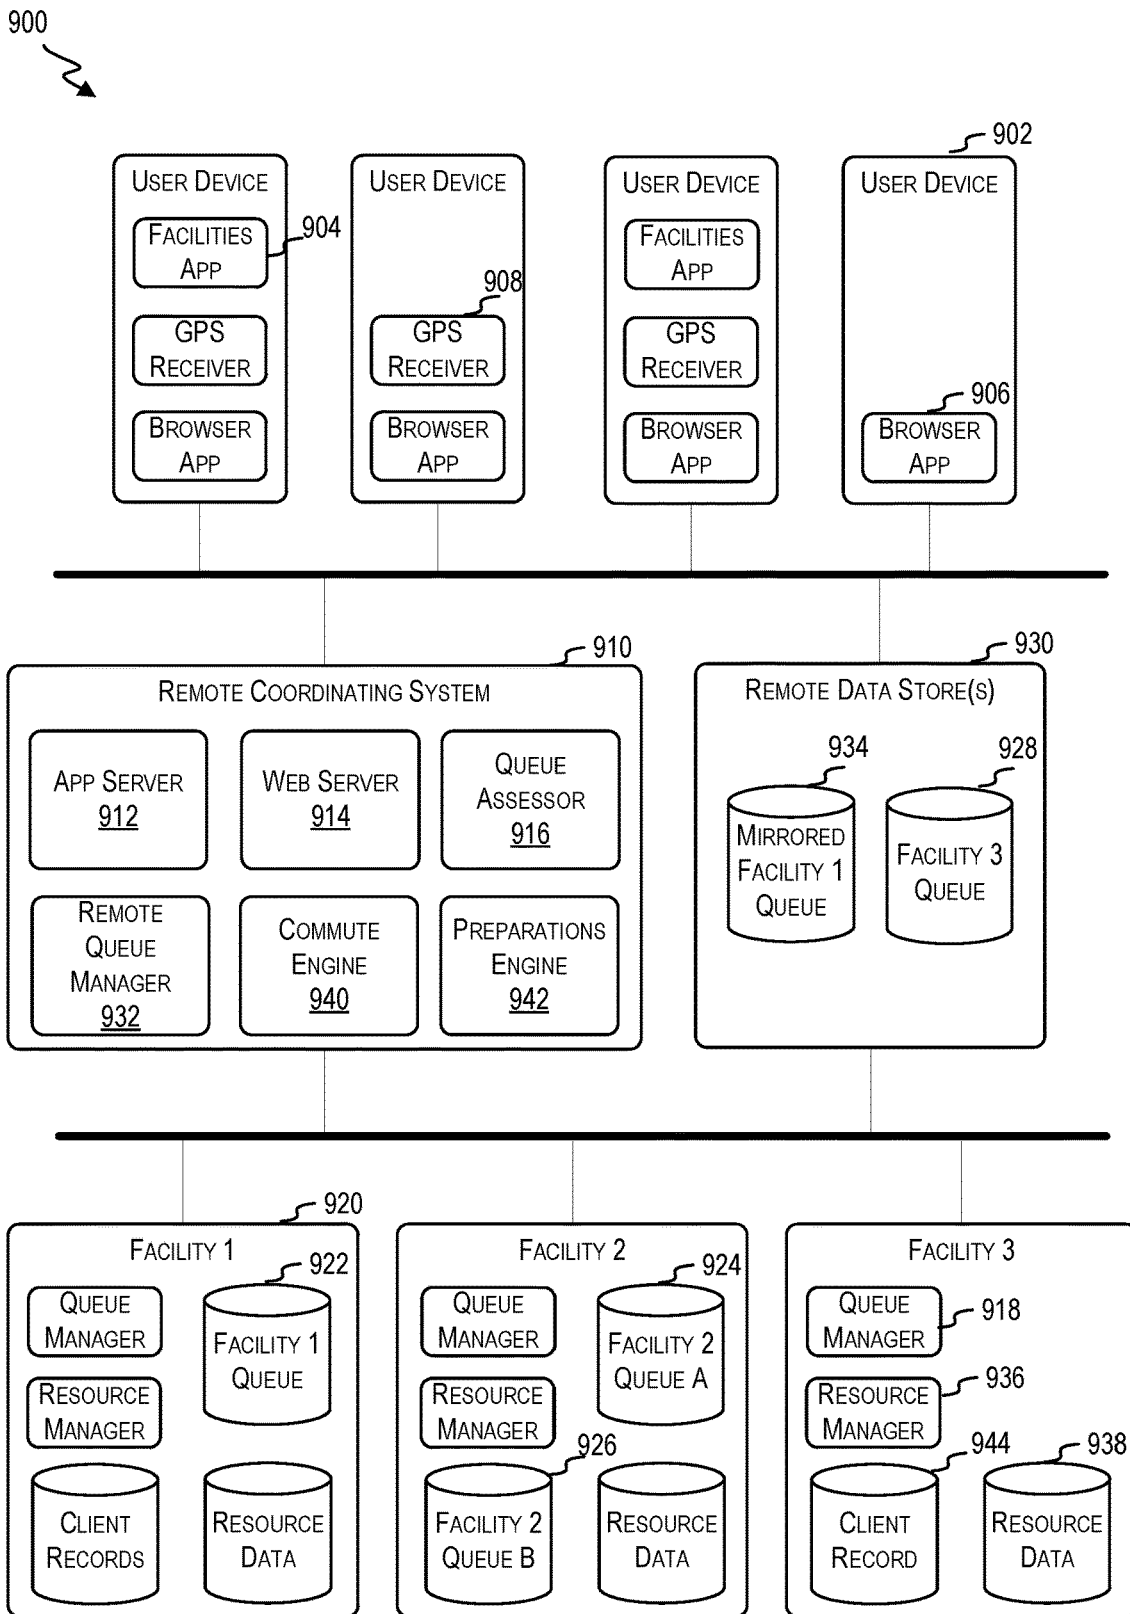 900
902
USER DEVICE
FACILITIES
APP
904
GPS
RECEIVER
BROWSER
APP
USER DEVICE
908
GPS
RECEIVER
BROWSER
APP
USER DEVICE
FACILITIES
APP
GPS
RECEIVER
BROWSER
APP
USER DEVICE
906
BROWSER
APP
910
REMOTE COORDINATING SYSTEM
APP SERVER
912
WEB SERVER
914
QUEUE
ASSESSOR
916
REMOTE
QUEUE
MANAGER
932
COMMUTE
ENGINE
940
PREPARATIONS
ENGINE
942
930
REMOTE DATA STORE(S)
934
MIRRORED
FACILITY 1
QUEUE
928
FACILITY 3
QUEUE
920
FACILITY 1
QUEUE
MANAGER
922
FACILITY 1
QUEUE
RESOURCE
MANAGER
CLIENT
RECORDS
RESOURCE
DATA
FACILITY 2
QUEUE
MANAGER
924
FACILITY 2
QUEUE A
RESOURCE
MANAGER
926
FACILITY 2
QUEUE B
RESOURCE
DATA
FACILITY 3
QUEUE
MANAGER
918
RESOURCE
MANAGER
936
944
CLIENT
RECORD
938
RESOURCE
DATA